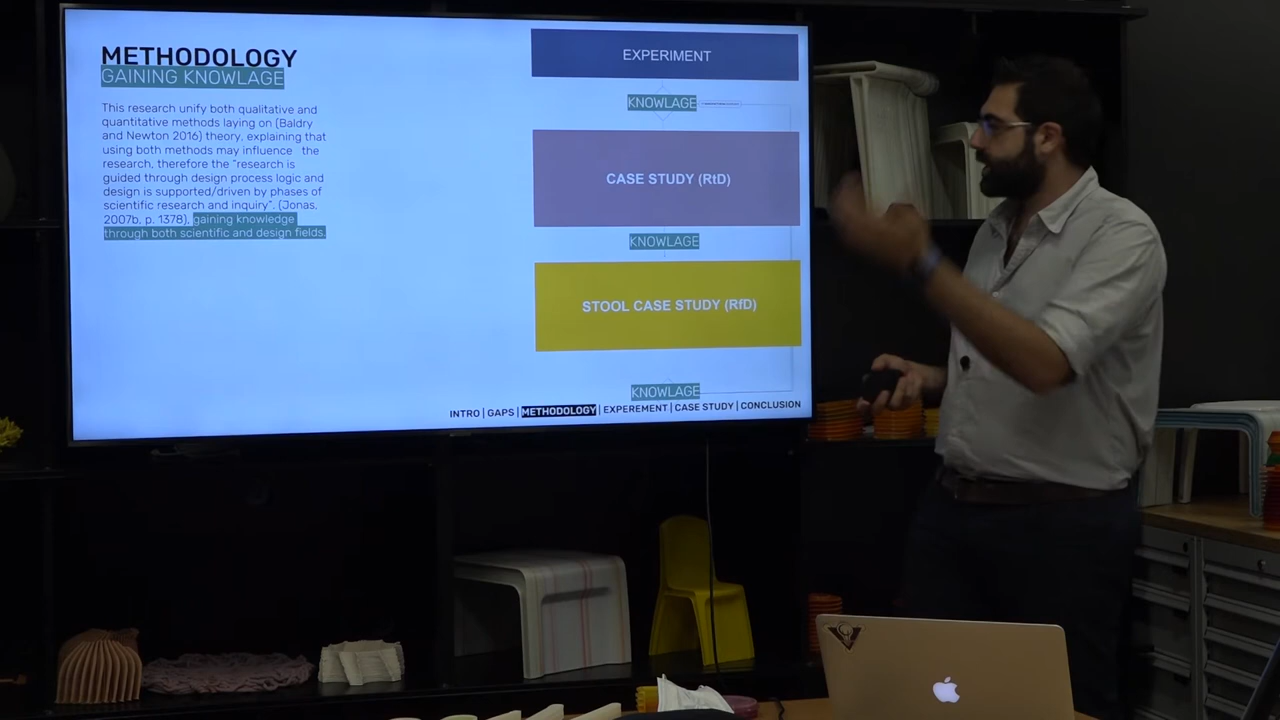 METHODOLOGY
GAINING KNOWLAGE
This research unify both qualitative and
quantitative methods laying on (Baldry
and Newton 2016) theory, explaining that
using both methods may influence the
research, therefore the "research is
guided through design process logic and
design is supported/driven by phases of
scientific research and inquiry". (Jonas,
2007b, p. 1378), gaining knowledge
through both scientific and design fields.
EXPERIMENT
KNOWLAGE
CASE STUDY (RtD)
KNOWLAGE
STOOL CASE STUDY (RfD)
KNOWLAGE
INTRO | GAPS | METHODOLOGY | EXPEREMENT | CASE STUDY | CONCLUSION